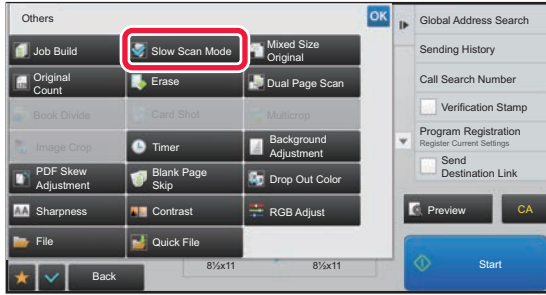 Others
OK
Job Build
Slow Scan Mode
Mixed Size
Original
Original
Count
Erase
Dual Page Scan
Book Divide
Card Shot
Multicrop
Image Crop
Timer
Background
Adjustment
PDF Skew
Adjustment
Blank Page
Skip
Drop Out Color
AA
Sharpness
Contrast
RGB Adjust
File
Quick File
Back
8½x11
8½x11
Global Address Search
Sending History
Call Search Number
Verification Stamp
Program Registration
Register Current Settings
Send
Destination Link
Preview
CA
Start